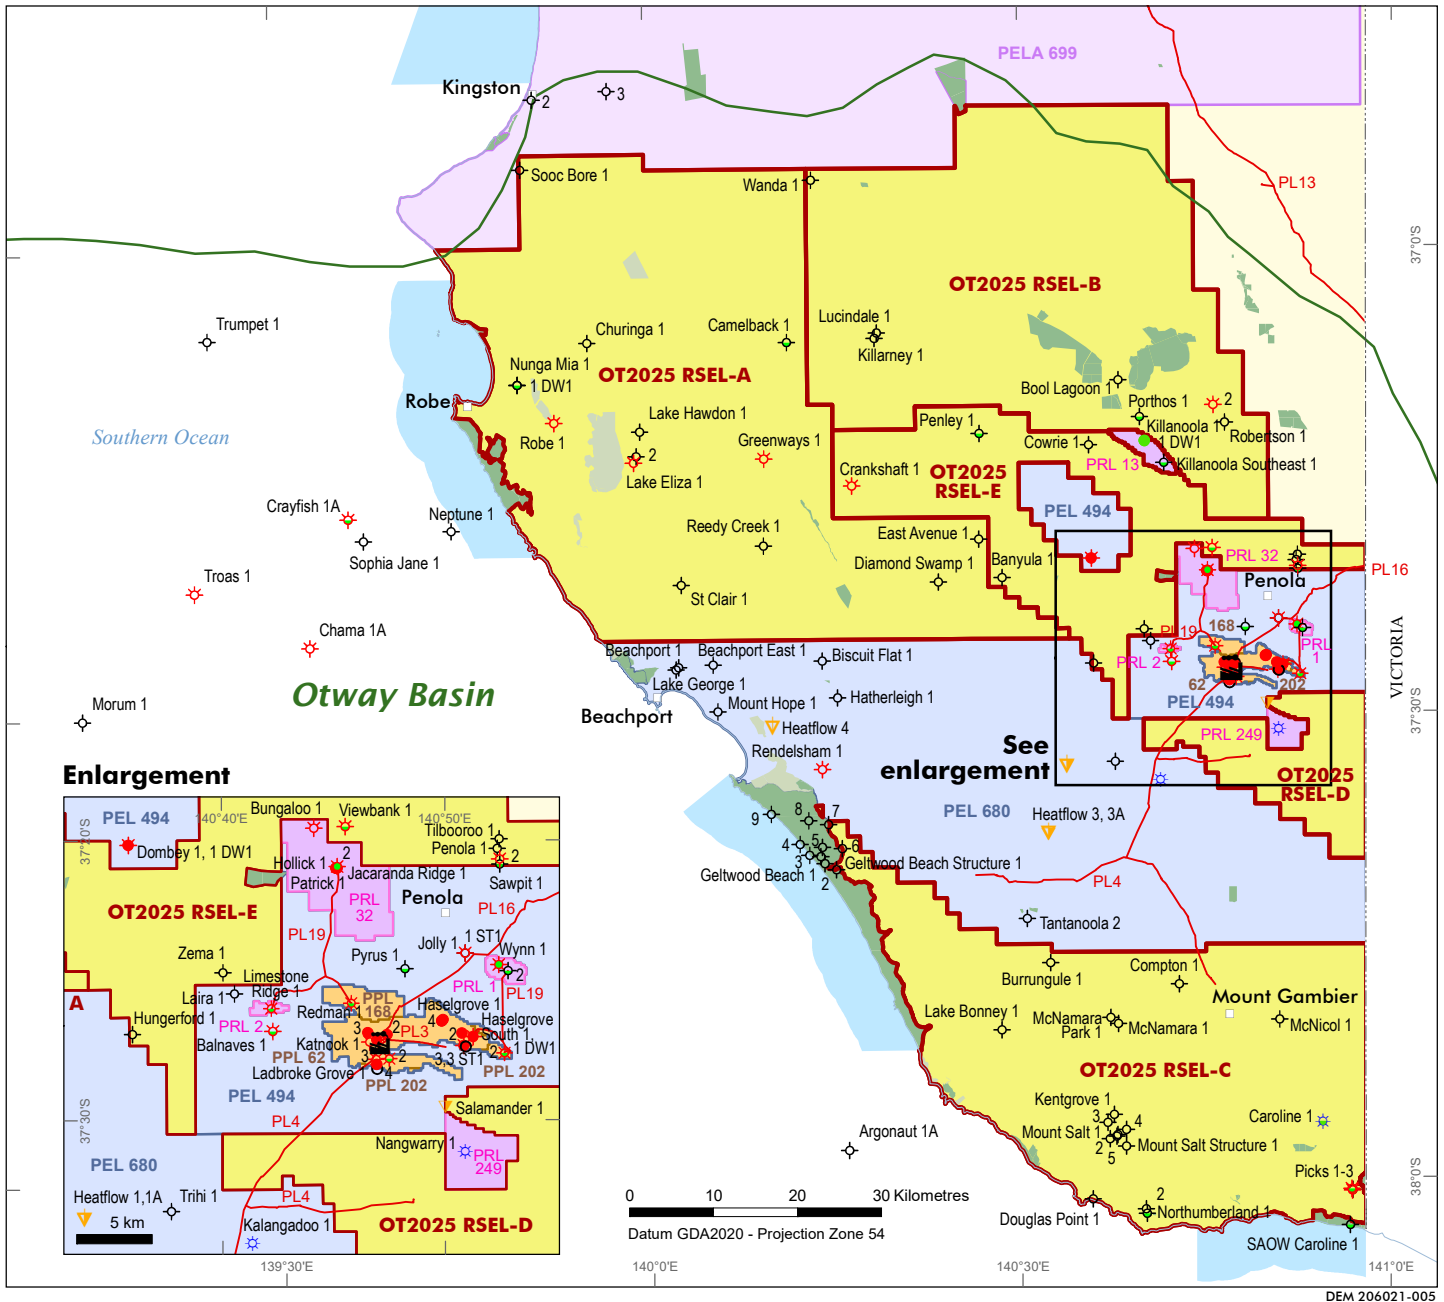 PELA 699
Kingston
2
3
Sooc Bore 1
Wanda 1
PL13
37°0'S
OT2025 RSEL-B
Trumpet 1
Churinga 1
Camelback 1
Lucindale 1
Killarney 1
Nunga Mia 1
1 DW1
OT2025 RSEL-A
Bool Lagoon 1
Porthos 1
2
Robe
Southern Ocean
Robe 1
Lake Hawdon 1
2
Lake Eliza 1
Greenways 1
Penley 1
Killanoola 1
1 DW1
Robertson 1
Cowrie 1
PRL 13
Killanoola Southeast 1
Crankshaft 1
OT2025
RSEL-E
PEL 494
Crayfish 1A
Neptune 1
Sophia Jane 1
Reedy Creek 1
East Avenue 1
Diamond Swamp 1
Banyula 1
PRL 32
Penola
PL16
Troas 1
St Clair 1
Chama 1A
PL19
168
PRL 2
PRL
1
62
202
PEL 494
VICTORIA
Beachport 1
Beachport East 1
Biscuit Flat 1
Lake George 1
Hatherleigh 1
Otway Basin
Beachport
Mount Hope 1
Heatflow 4
Rendelsham 1
Morum 1
37°30'S
PRL 249
See
enlargement
OT2025
RSEL-D
PEL 680
Heatflow 3, 3A
9
8
7
4
5
6
3
2
Geltwood Beach 1
Geltwood Beach Structure 1
PL4
Tantanoola 2
Burrungule 1
Compton 1
Mount Gambier
Lake Bonney 1
McNamara
Park 1
McNamara 1
McNicol 1
OT2025 RSEL-C
Kentgrove 1
3
4
Mount Salt 1
2
5
Mount Salt Structure 1
Caroline 1
Argonaut 1A
Picks 1-3
38°0'S
Douglas Point 1
2
Northumberland 1
SAOW Caroline 1
0 10 20 30 Kilometres
Datum GDA2020 - Projection Zone 54
Enlargement
140°40'E
140°50'E
37°20'S
PEL 494
Bungaloo 1
Viewbank 1
Tilbooroo 1
Penola 1
2
Sawpit 1
Dombey 1, 1 DW1
Hollick 1
2
Patrick 1
Jacaranda Ridge 1
PRL
32
Penola
OT2025 RSEL-E
PL19
PL16
Jolly 1
1 ST1
Wynn 1
2
Zema 1
Pyrus 1
Limestone
Ridge 1
PRL 1
PL19
A
Laira 1
PPL
168
Redman 1
Haselgrove 1
Hungerford 1
PRL 2
Balnaves 1
3
2
PL3
4
2
Haselgrove
South 1
Katnook 1
2
1 DW1
PPL 62
3
2
3,3 ST1
Ladbroke Grove 1
4
PPL 202
PPL 202
PEL 494
PL4
Salamander 1
37°30'S
Nangwarry 1
PRL
249
PEL 680
Heatflow 1,1A
Trihi 1
PL4
5 km
Kalangadoo 1
OT2025 RSEL-D
139°30'E
140°0'E
140°30'E
141°0'E
DEM 206021-005